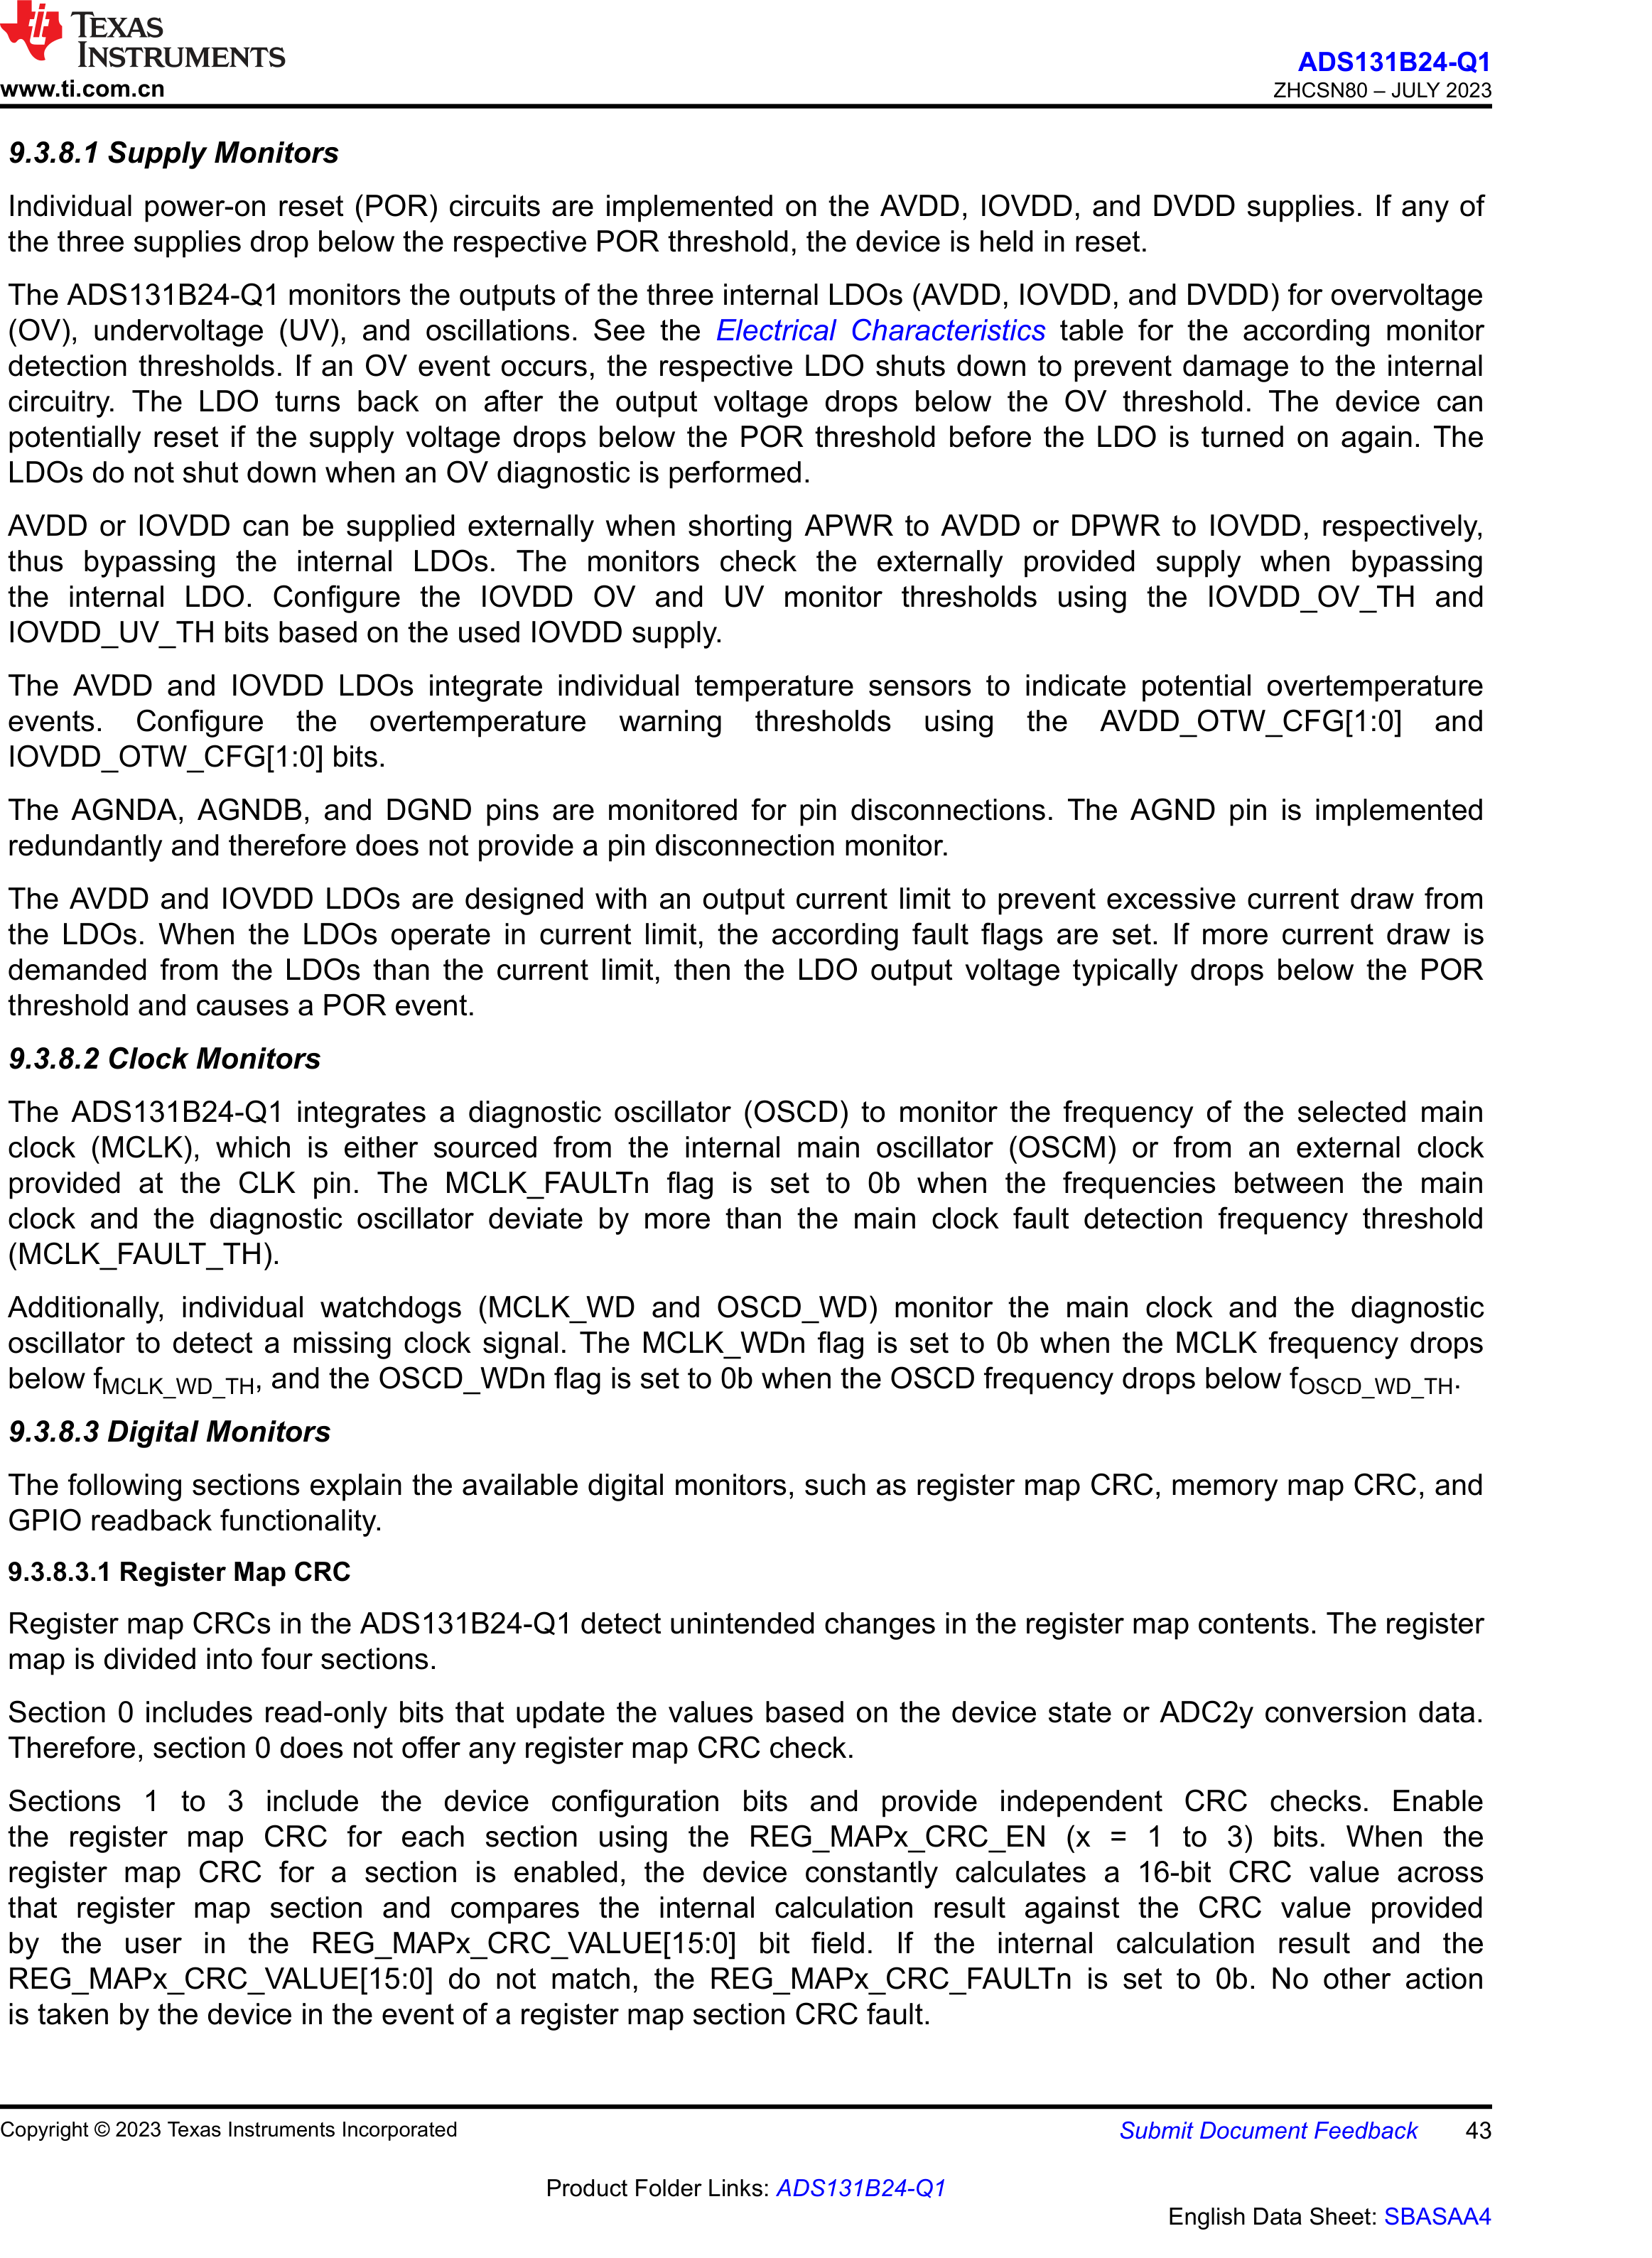 TEXAS
INSTRUMENTS
www.ti.com.cn
ADS131B24-Q1
ZHCSN80 – JULY 2023
9.3.8.1 Supply Monitors
Individual power-on reset (POR) circuits are implemented on the AVDD, IOVDD, and DVDD supplies. If any of
the three supplies drop below the respective POR threshold, the device is held in reset.
The ADS131B24-Q1 monitors the outputs of the three internal LDOs (AVDD, IOVDD, and DVDD) for overvoltage
(OV), undervoltage (UV), and oscillations. See the Electrical Characteristics table for the according monitor
detection thresholds. If an OV event occurs, the respective LDO shuts down to prevent damage to the internal
circuitry. The LDO turns back on after the output voltage drops below the OV threshold. The device can
potentially reset if the supply voltage drops below the POR threshold before the LDO is turned on again. The
LDOs do not shut down when an OV diagnostic is performed.
AVDD or IOVDD can be supplied externally when shorting APWR to AVDD or DPWR to IOVDD, respectively,
thus bypassing the internal LDOs. The monitors check the externally provided supply when bypassing
the internal LDO. Configure the IOVDD OV and UV monitor thresholds using the IOVDD_OV_TH and
IOVDD_UV_TH bits based on the used IOVDD supply.
The AVDD and IOVDD LDOs integrate individual temperature sensors to indicate potential overtemperature
events. Configure the overtemperature warning thresholds using the AVDD_OTW_CFG[1:0] and
IOVDD_OTW_CFG[1:0] bits.
The AGNDA, AGNDB, and DGND pins are monitored for pin disconnections. The AGND pin is implemented
redundantly and therefore does not provide a pin disconnection monitor.
The AVDD and IOVDD LDOs are designed with an output current limit to prevent excessive current draw from
the LDOs. When the LDOs operate in current limit, the according fault flags are set. If more current draw is
demanded from the LDOs than the current limit, then the LDO output voltage typically drops below the POR
threshold and causes a POR event.
9.3.8.2 Clock Monitors
The ADS131B24-Q1 integrates a diagnostic oscillator (OSCD) to monitor the frequency of the selected main
clock (MCLK), which is either sourced from the internal main oscillator (OSCM) or from an external clock
provided at the CLK pin. The MCLK_FAULTn flag is set to 0b when the frequencies between the main
clock and the diagnostic oscillator deviate by more than the main clock fault detection frequency threshold
(MCLK_FAULT_TH).
Additionally, individual watchdogs (MCLK_WD and OSCD_WD) monitor the main clock and the diagnostic
oscillator to detect a missing clock signal. The MCLK_WDn flag is set to 0b when the MCLK frequency drops
below fMCLK_WD_TH, and the OSCD_WDn flag is set to 0b when the OSCD frequency drops below fOSCD_WD_TH.
9.3.8.3 Digital Monitors
The following sections explain the available digital monitors, such as register map CRC, memory map CRC, and
GPIO readback functionality.
9.3.8.3.1 Register Map CRC
Register map CRCs in the ADS131B24-Q1 detect unintended changes in the register map contents. The register
map is divided into four sections.
Section 0 includes read-only bits that update the values based on the device state or ADC2y conversion data.
Therefore, section 0 does not offer any register map CRC check.
Sections 1 to 3 include the device configuration bits and provide independent CRC checks. Enable
the register map CRC for each section using the REG_MAPx_CRC_EN (x = 1 to 3) bits. When the
register map CRC for a section is enabled, the device constantly calculates a 16-bit CRC value across
that register map section and compares the internal calculation result against the CRC value provided
by the user in the REG_MAPx_CRC_VALUE[15:0] bit field. If the internal calculation result and the
REG_MAPx_CRC_VALUE[15:0] do not match, the REG_MAPx_CRC_FAULTn is set to 0b. No other action
is taken by the device in the event of a register map section CRC fault.
Copyright © 2023 Texas Instruments Incorporated
Submit Document Feedback 43
Product Folder Links: ADS131B24-Q1
English Data Sheet: SBASAA4